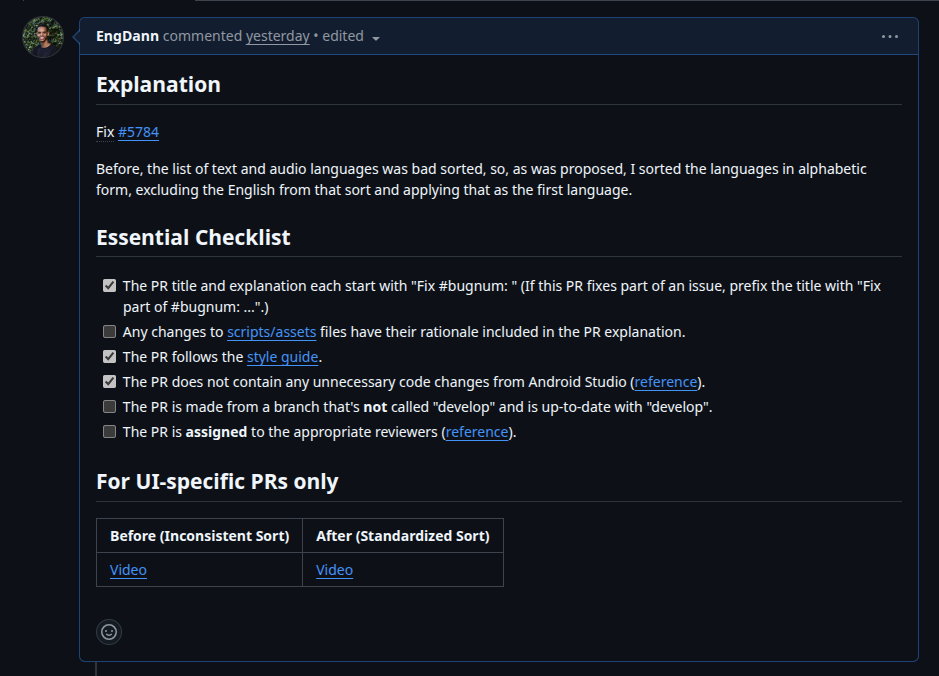 EngDann commented yesterday • edited
Explanation
Fix #5784
Before, the list of text and audio languages was bad sorted, so, as was proposed, I sorted the languages in alphabetic
form, excluding the English from that sort and applying that as the first language.
Essential Checklist
The PR title and explanation each start with "Fix #bugnum: " (If this PR fixes part of an issue, prefix the title with "Fix
part of #bugnum: ...".)
Any changes to scripts/assets files have their rationale included in the PR explanation.
The PR follows the style guide.
The PR does not contain any unnecessary code changes from Android Studio (reference).
The PR is made from a branch that's not called "develop" and is up-to-date with "develop".
The PR is assigned to the appropriate reviewers (reference).
For UI-specific PRs only
Before (Inconsistent Sort) After (Standardized Sort)
Video Video